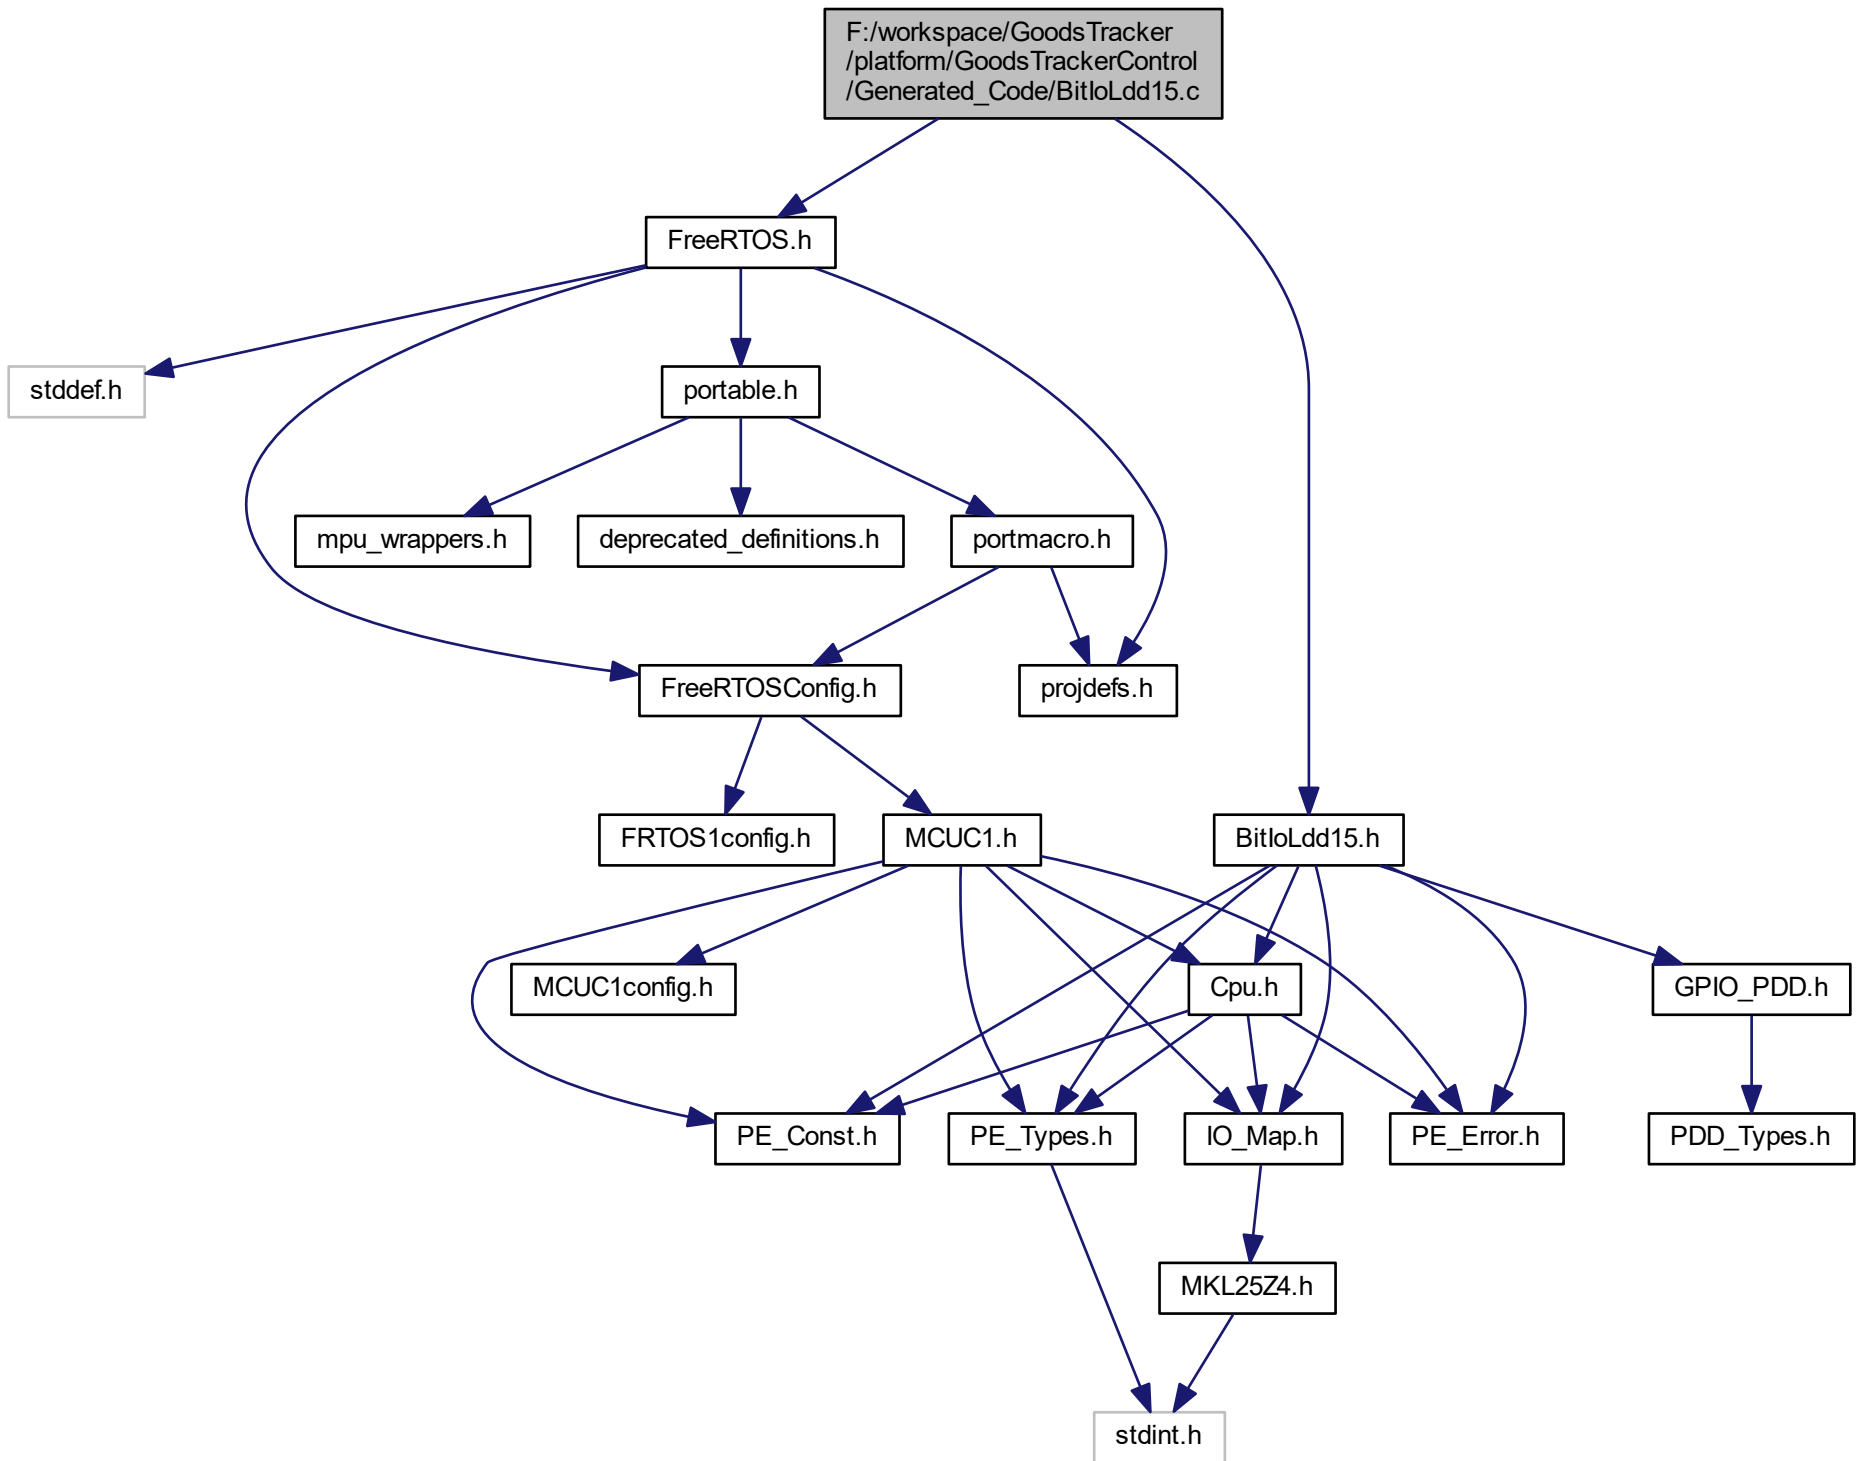 F:/workspace/GoodsTracker
/platform/GoodsTrackerControl
/Generated_Code/BitIoLdd15.c
FreeRTOS.h
stddef.h
portable.h
mpu_wrappers.h
deprecated_definitions.h
portmacro.h
FreeRTOSConfig.h
projdefs.h
FRTOS1config.h
MCUC1.h
BitIoLdd15.h
MCUC1config.h
Cpu.h
GPIO_PDD.h
PE_Const.h
PE_Types.h
IO_Map.h
PE_Error.h
PDD_Types.h
MKL25Z4.h
stdint.h